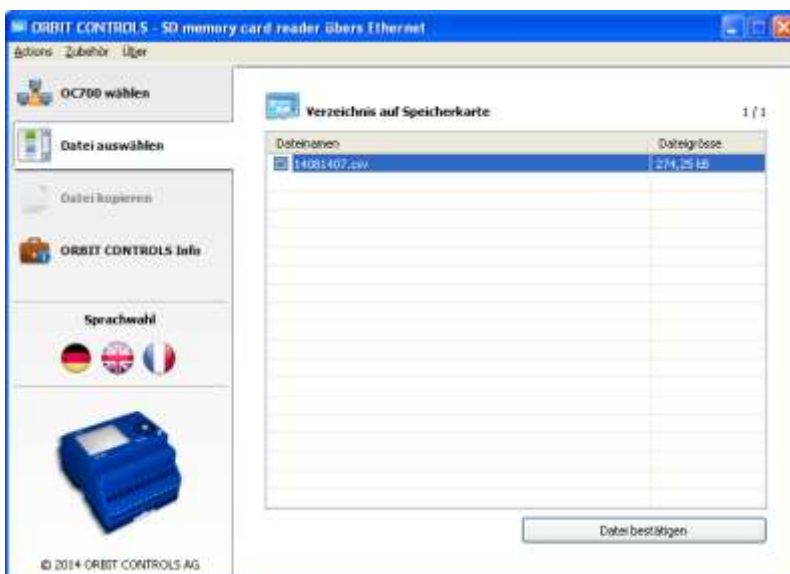 ORBIT CONTROLS - SD memory card reader übers Ethernet
Actions Zubehör Über
OC700 wählen
Datei auswählen
Datei kopieren
ORBIT CONTROLS Info
Sprachwahl
© 2014 ORBIT CONTROLS AG
Verzeichnis auf Speicherkarte
1 / 1
Dateinamen Dateigrösse
14081407.csv 274,25 kB
Datei bestätigen